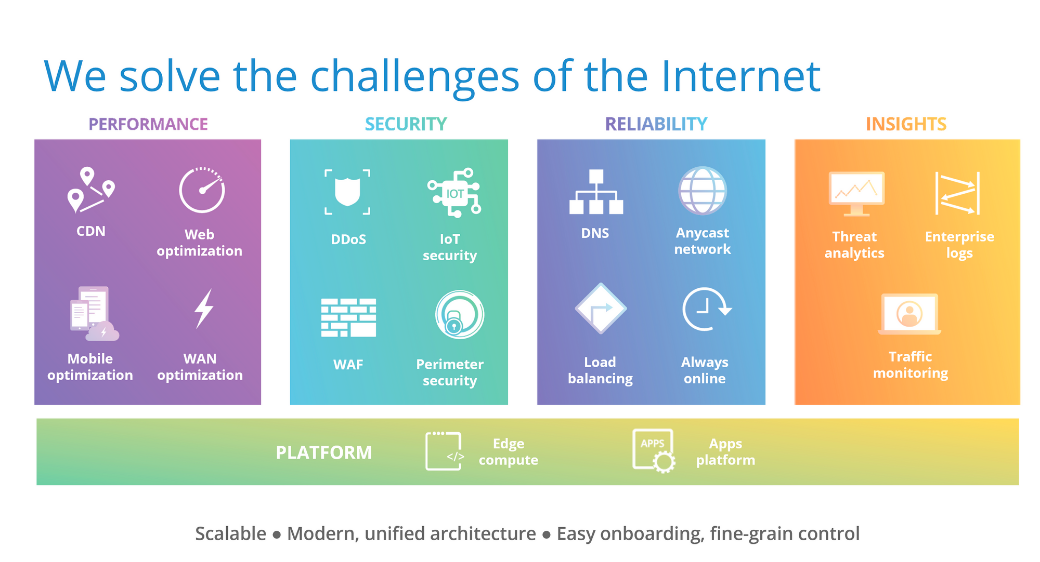 We solve the challenges of the Internet
PERFORMANCE
CDN
Web
optimization
Mobile
optimization
WAN
optimization
SECURITY
DDoS
IOT
IoT
security
WAF
Perimeter
security
RELIABILITY
DNS
Anycast
network
Load
balancing
Always
online
INSIGHTS
Threat
analytics
Enterprise
logs
Traffic
monitoring
PLATFORM
</>
Edge
compute
APPS
Apps
platform
Scalable ● Modern, unified architecture ● Easy onboarding, fine-grain control